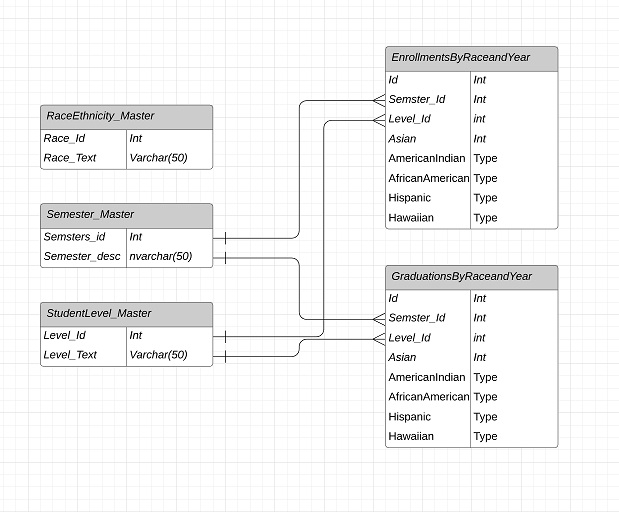 EnrollmentsByRaceandYear
Id Int
Semster_Id Int
Level_Id int
Asian Int
AmericanIndian Type
AfricanAmerican Type
Hispanic Type
Hawaiian Type
RaceEthnicity_Master
Race_Id Int
Race_Text Varchar(50)
Semester_Master
Semsters_id Int
Semester_desc nvarchar(50)
StudentLevel_Master
Level_Id Int
Level_Text Varchar(50)
GraduationsByRaceandYear
Id Int
Semster_Id Int
Level_Id int
Asian Int
AmericanIndian Type
AfricanAmerican Type
Hispanic Type
Hawaiian Type